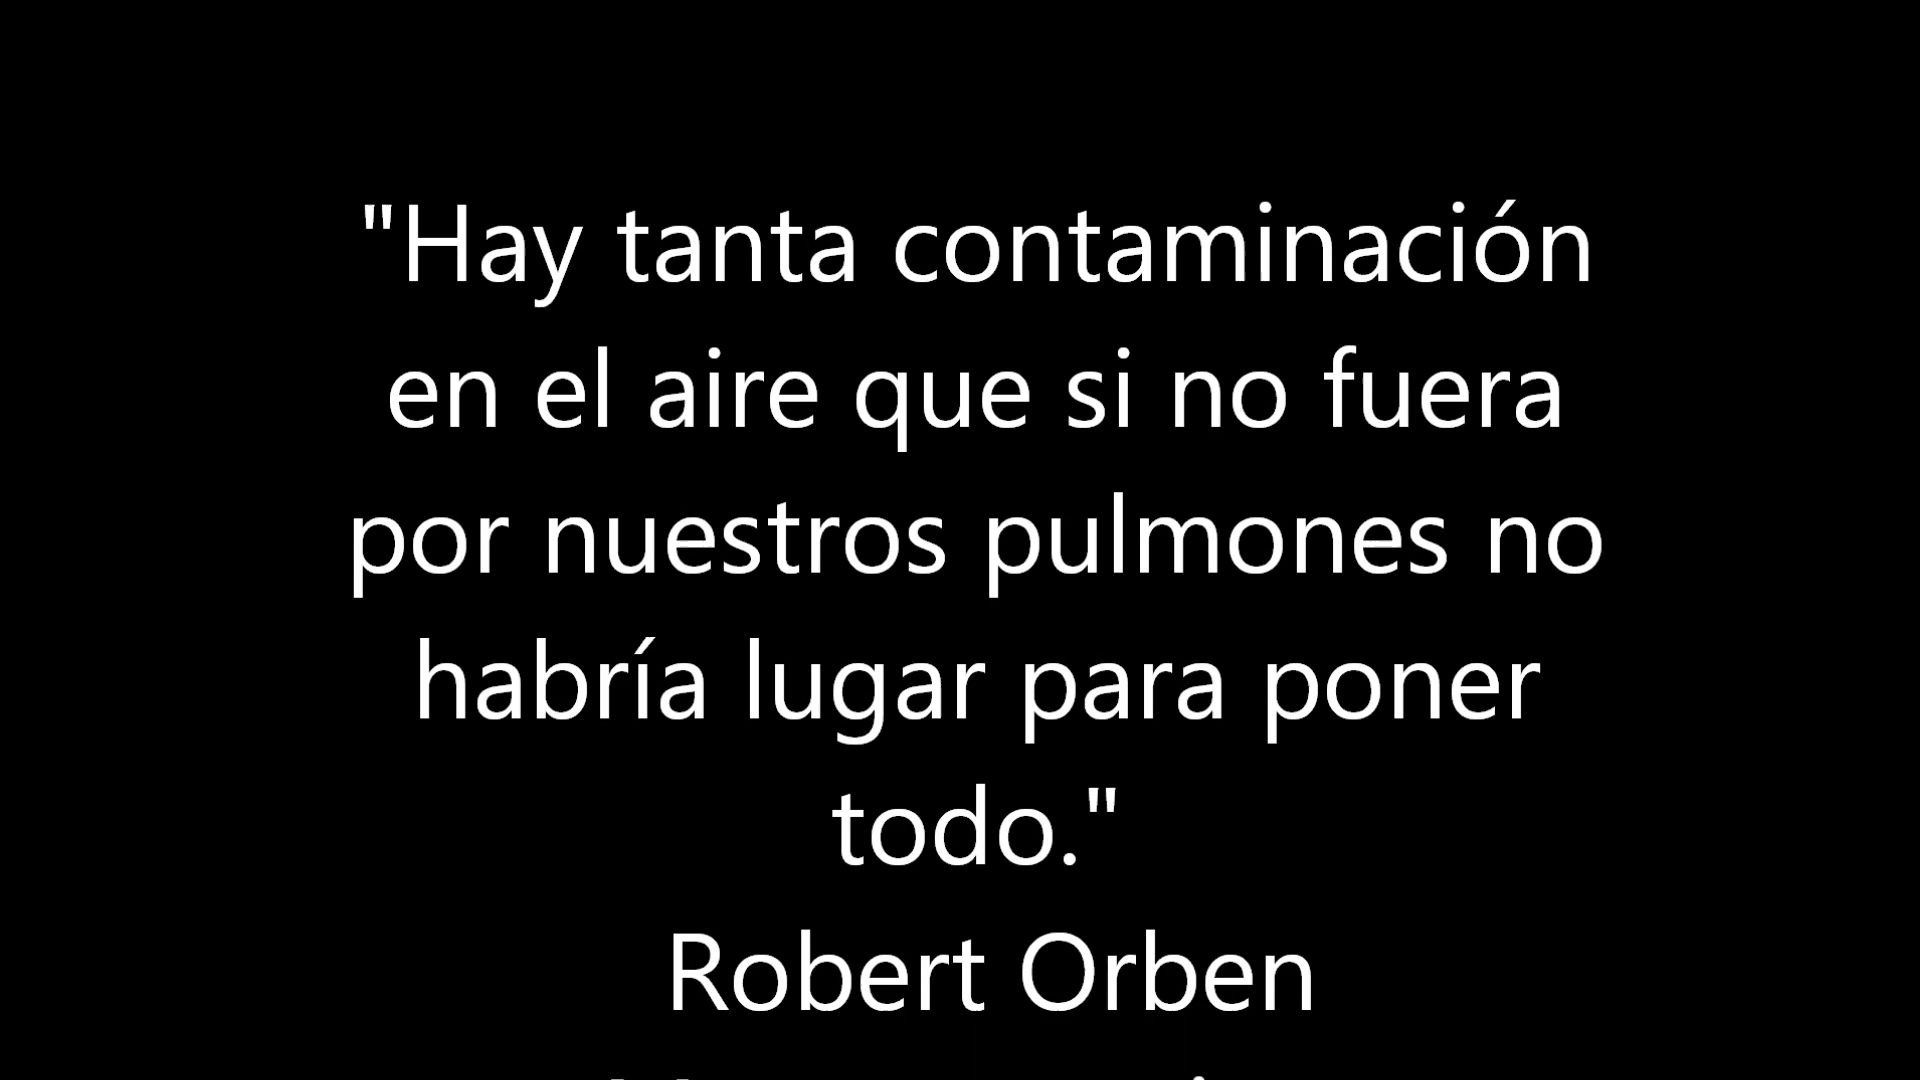 "Hay tanta contaminación
en el aire que si no fuera
por nuestros pulmones no
habría lugar para poner
todo."
Robert Orben